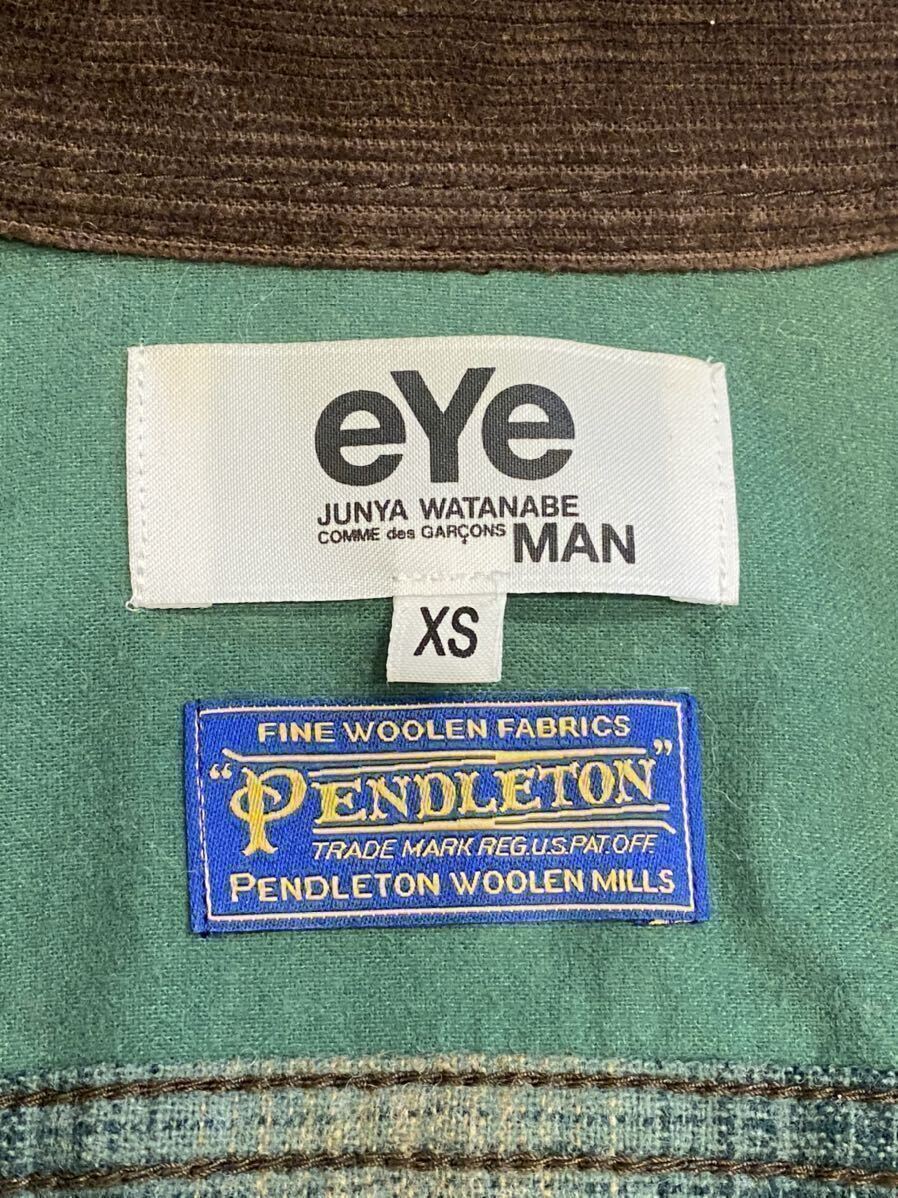 eYe
JUNYA WATANABE
COMME des GARÇONS MAN
XS
FINE WOOLEN FABRICS
"PENDLETON"
TRADE MARK REG.U.S.PAT.OFF.
PENDLETON WOOLEN MILLS